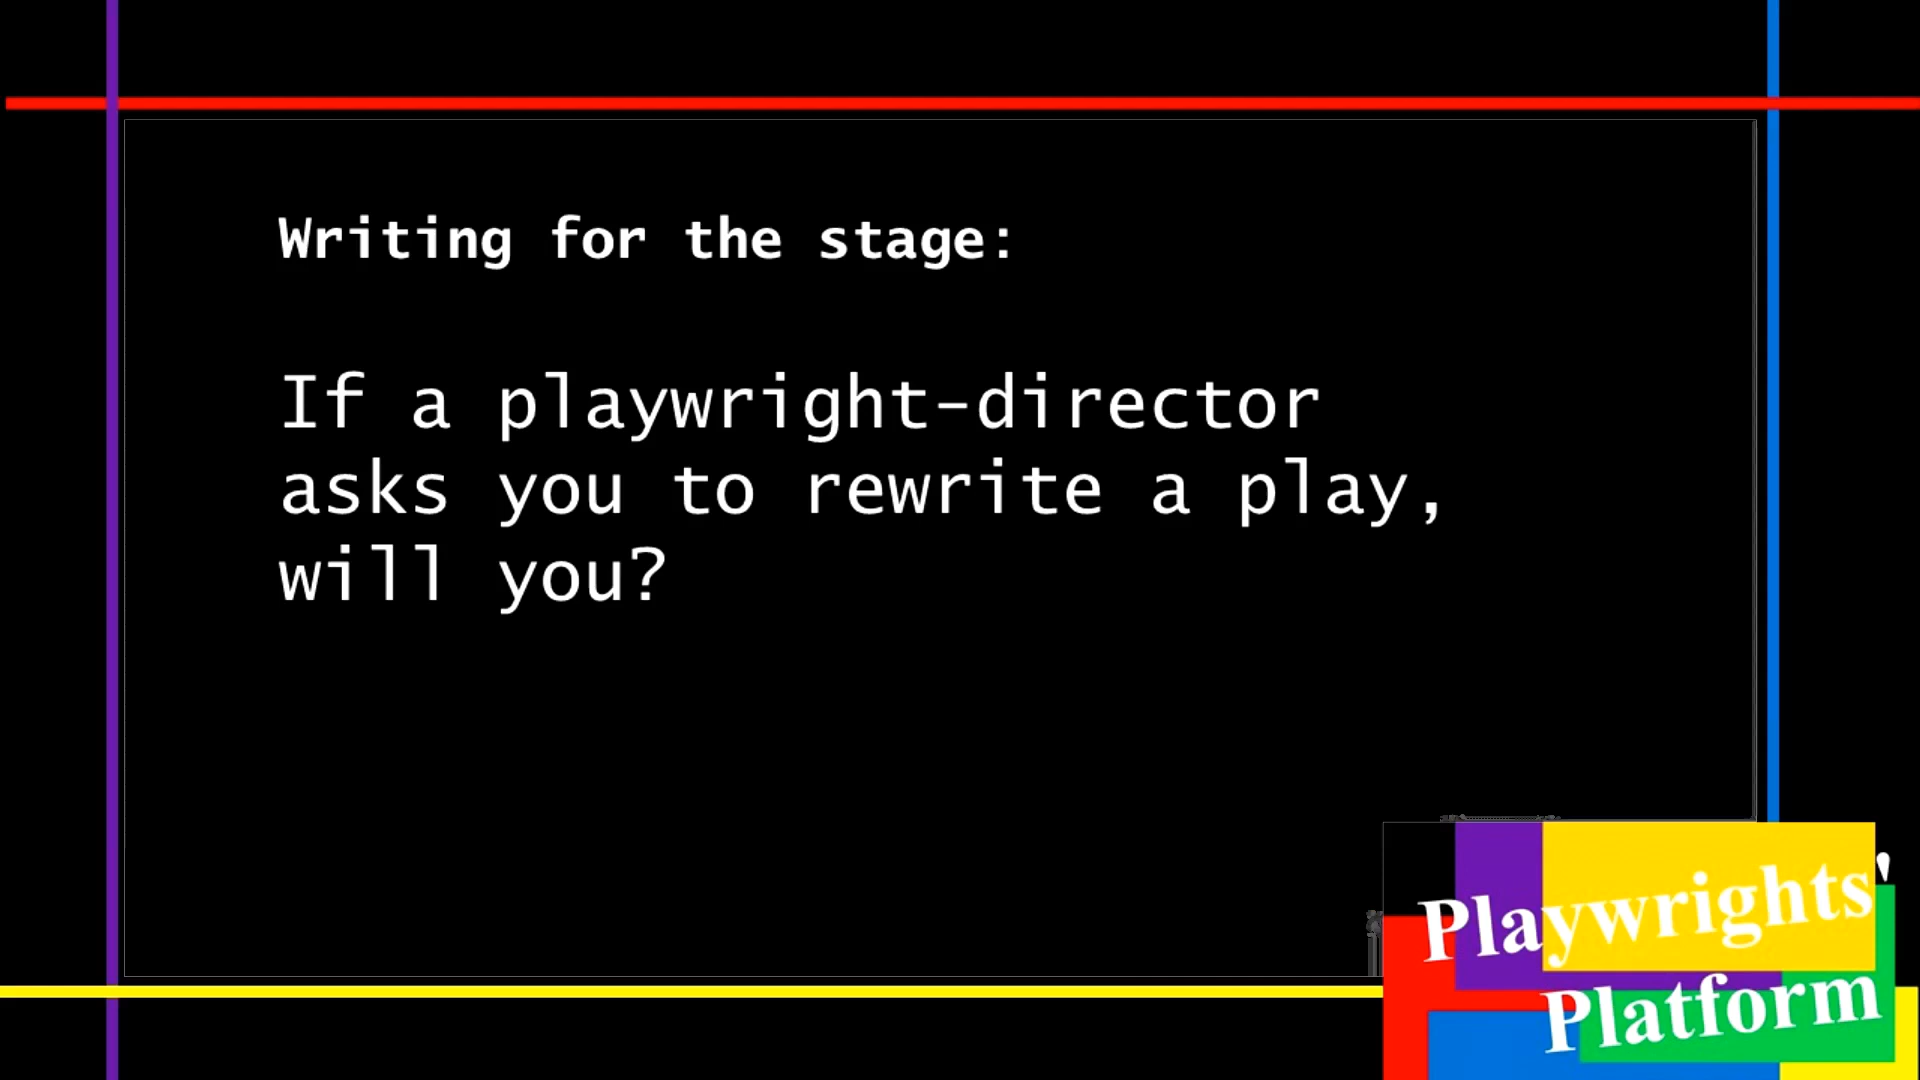 Writing for the stage:
If a playwright-director
asks you to rewrite a play,
will you?
Playwrights'
Platform